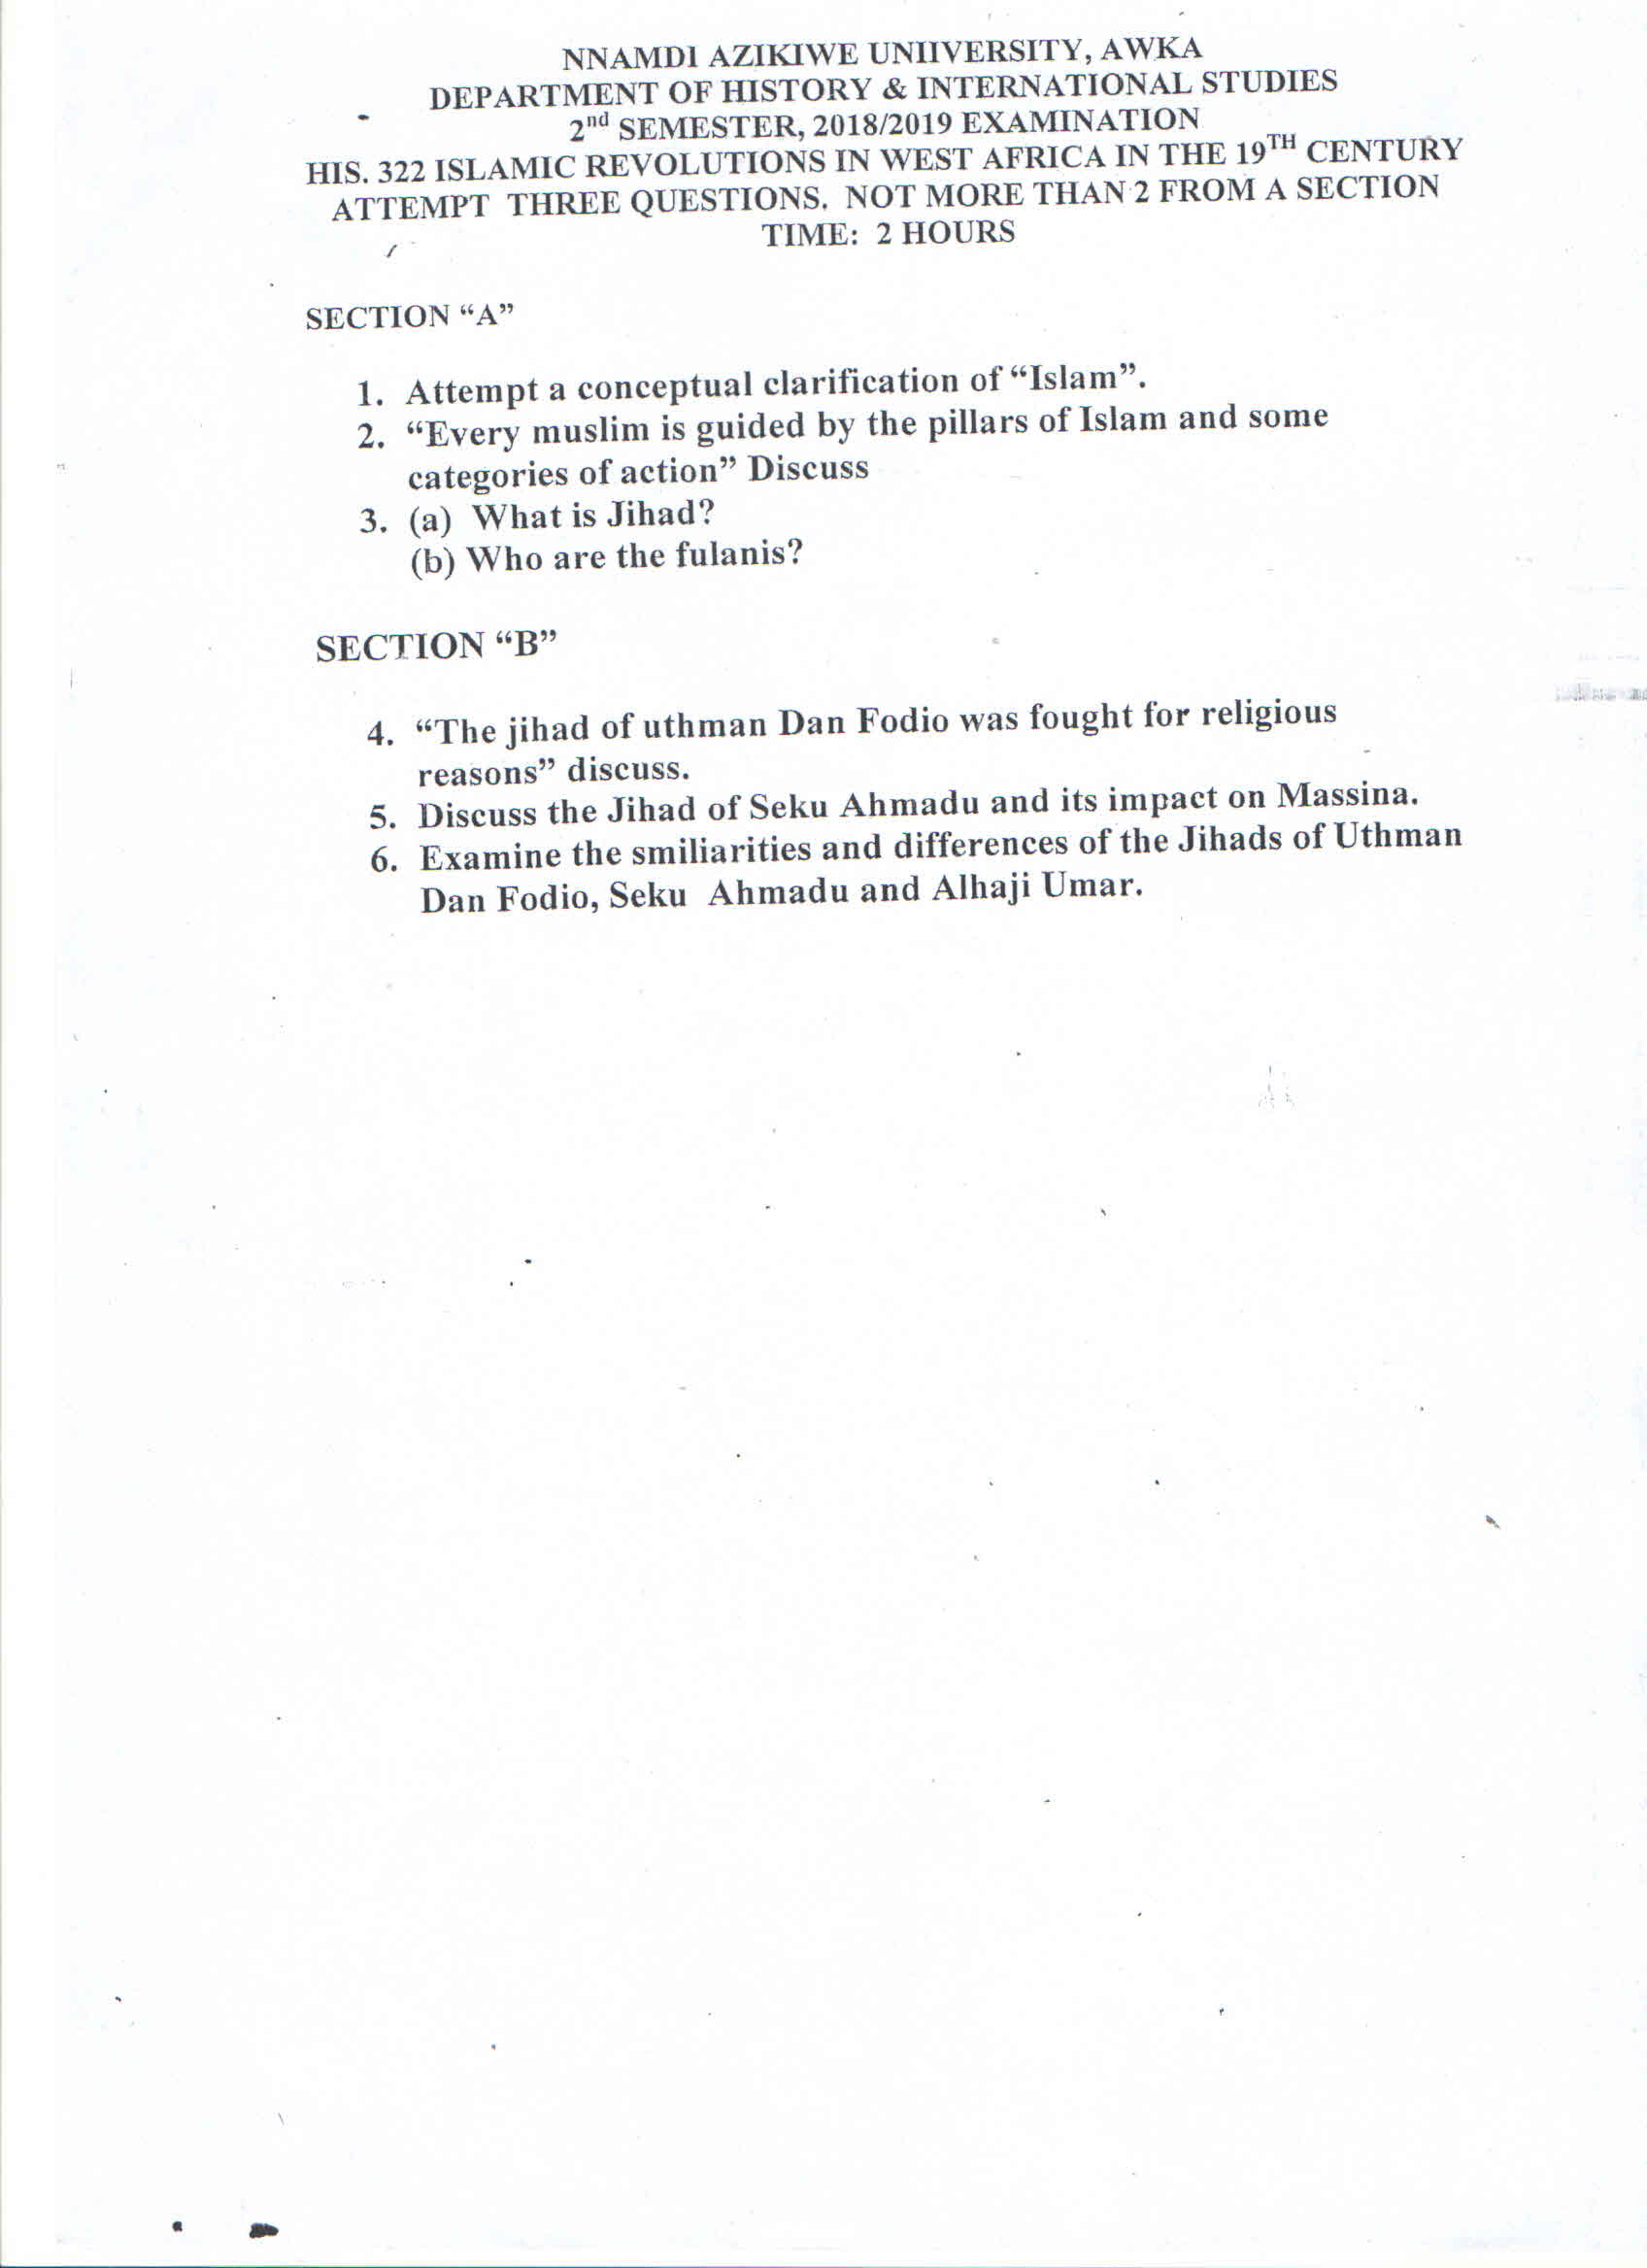 NNAMD1 AZIKIWE UNIIVERSITY, AWKA
DEPARTMENT OF HISTORY & INTERNATIONAL STUDIES
2nd SEMESTER, 2018/2019 EXAMINATION
HIS. 322 ISLAMIC REVOLUTIONS IN WEST AFRICA IN THE 19TH CENTURY
ATTEMPT THREE QUESTIONS. NOT MORE THAN 2 FROM A SECTION
TIME: 2 HOURS
SECTION “A”
1. Attempt a conceptual clarification of “Islam”.
2. “Every muslim is guided by the pillars of Islam and some
categories of action” Discuss
3. (a) What is Jihad?
(b) Who are the fulanis?
SECTION “B”
4. “The jihad of uthman Dan Fodio was fought for religious
reasons” discuss.
5. Discuss the Jihad of Seku Ahmadu and its impact on Massina.
6. Examine the smiliarities and differences of the Jihads of Uthman
Dan Fodio, Seku Ahmadu and Alhaji Umar.